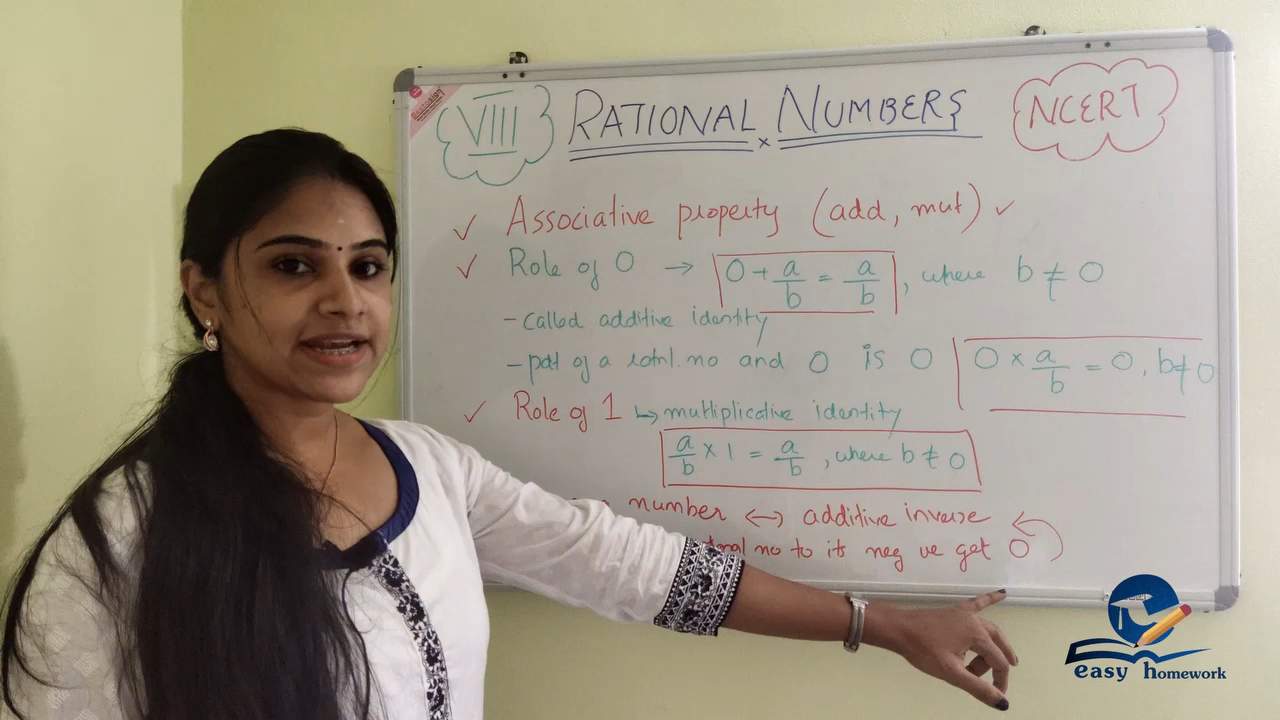 VIII RATIONAL NUMBERS NCERT
✓ Associative property (add, mut) ✓
✓ Role of 0 → 0 + a/b = a/b, where b ≠ 0
- called additive identity
- pdt of a ratnl. no and 0 is 0 0 × a/b = 0, b ≠ 0
✓ Role of 1 ↳ multiplicative identity
a/b × 1 = a/b, where b ≠ 0
number ↔ additive inverse
no to its neg ve get 0
easy homework